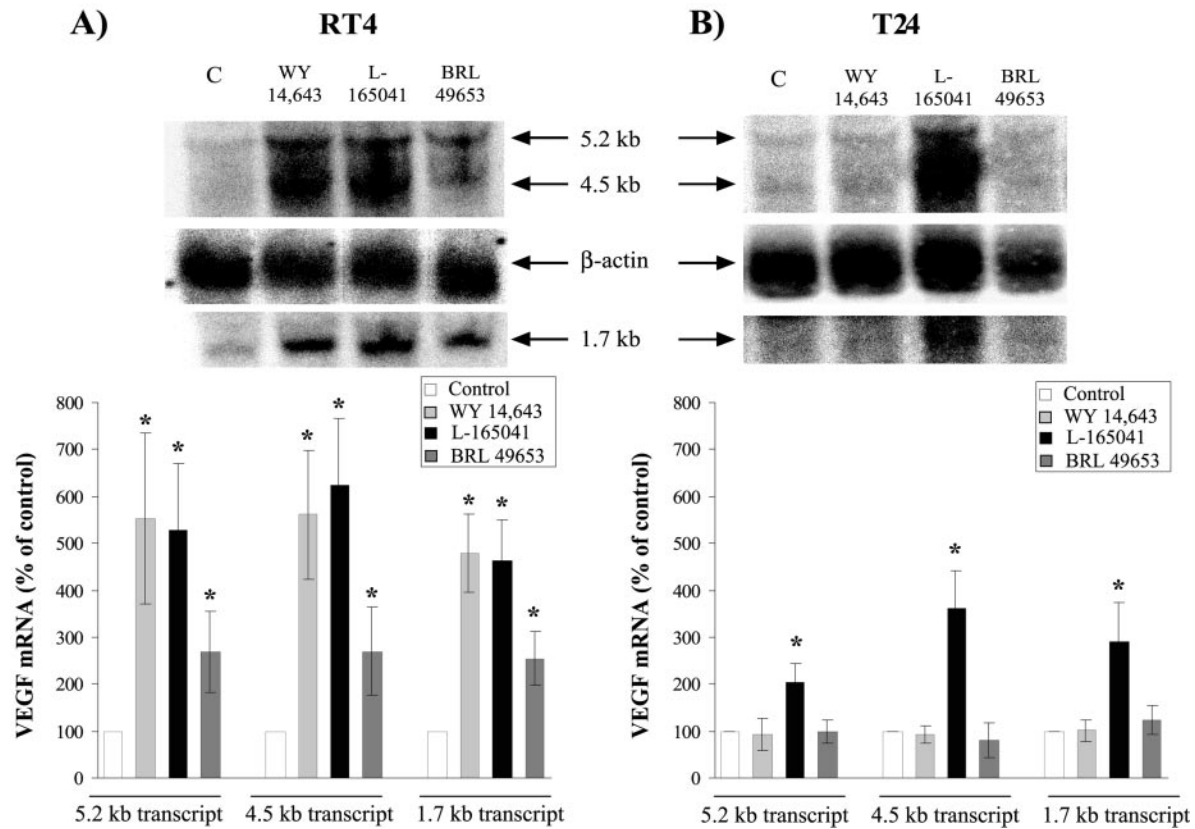 A) RT4
C WY 14,643 L-165041 BRL 49653
5.2 kb
4.5 kb
β-actin
1.7 kb
B) T24
C WY 14,643 L-165041 BRL 49653
VEGF mRNA (% of control)
800
700
600
500
400
300
200
100
0
Control
WY 14,643
L-165041
BRL 49653
* * * * * * * * *
5.2 kb transcript 4.5 kb transcript 1.7 kb transcript
VEGF mRNA (% of control)
800
700
600
500
400
300
200
100
0
Control
WY 14,643
L-165041
BRL 49653
* * *
5.2 kb transcript 4.5 kb transcript 1.7 kb transcript